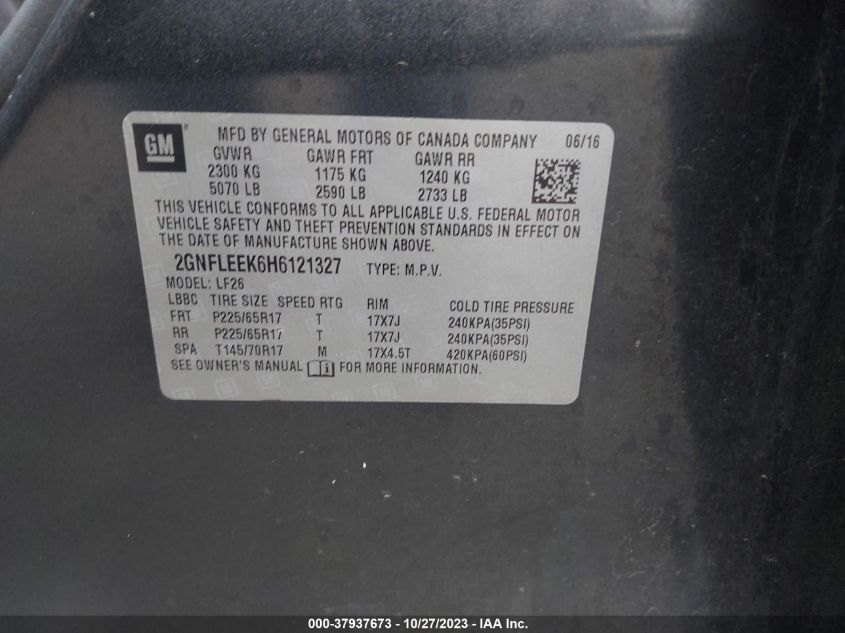 GM
MFD BY GENERAL MOTORS OF CANADA COMPANY 06/16
GVWR GAWR FRT GAWR RR
2300 KG 1175 KG 1240 KG
5070 LB 2590 LB 2733 LB
THIS VEHICLE CONFORMS TO ALL APPLICABLE U.S. FEDERAL MOTOR
VEHICLE SAFETY AND THEFT PREVENTION STANDARDS IN EFFECT ON
THE DATE OF MANUFACTURE SHOWN ABOVE.
2GNFLEEK6H6121327 TYPE: M.P.V.
MODEL: LF26
LBBC TIRE SIZE SPEED RTG RIM COLD TIRE PRESSURE
FRT P225/65R17 T 17X7J 240KPA(35PSI)
RR P225/65R17 T 17X7J 240KPA(35PSI)
SPA T145/70R17 M 17X4.5T 420KPA(60PSI)
SEE OWNER'S MANUAL FOR MORE INFORMATION.
000-37937673 - 10/27/2023 - IAA Inc.